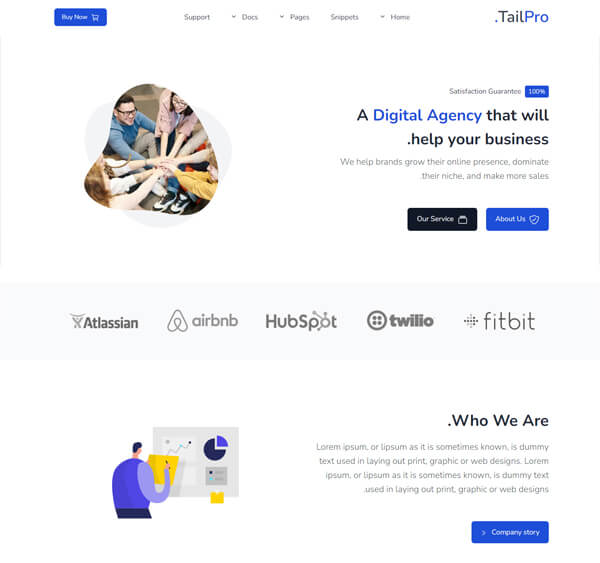 Buy Now Support Docs Pages Snippets Home .TailPro
Satisfaction Guarantee 100%
A Digital Agency that will
.help your business
We help brands grow their online presence, dominate
.their niche, and make more sales
Our Service About Us
Atlassian airbnb HubSpot twilio fitbit
.Who We Are
Lorem ipsum, or lipsum as it is sometimes known, is dummy
text used in laying out print, graphic or web designs. Lorem
ipsum, or lipsum as it is sometimes known, is dummy text
.used in laying out print, graphic or web designs
Company story